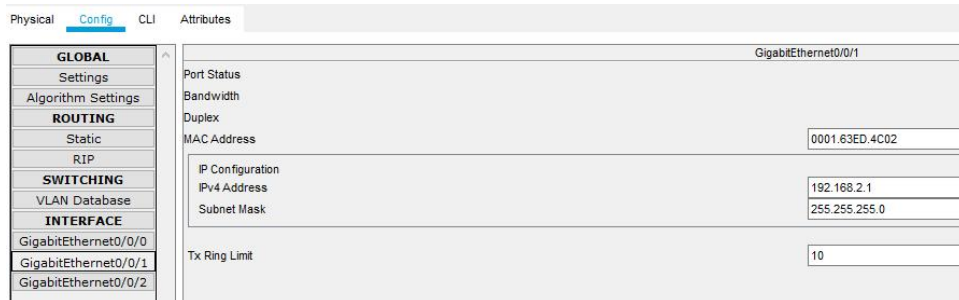 Physical Config CLI Attributes
GLOBAL
Settings
Algorithm Settings
ROUTING
Static
RIP
SWITCHING
VLAN Database
INTERFACE
GigabitEthernet0/0/0
GigabitEthernet0/0/1
GigabitEthernet0/0/2
GigabitEthernet0/0/1
Port Status
Bandwidth
Duplex
MAC Address 0001.63ED.4C02
IP Configuration
IPv4 Address 192.168.2.1
Subnet Mask 255.255.255.0
Tx Ring Limit 10